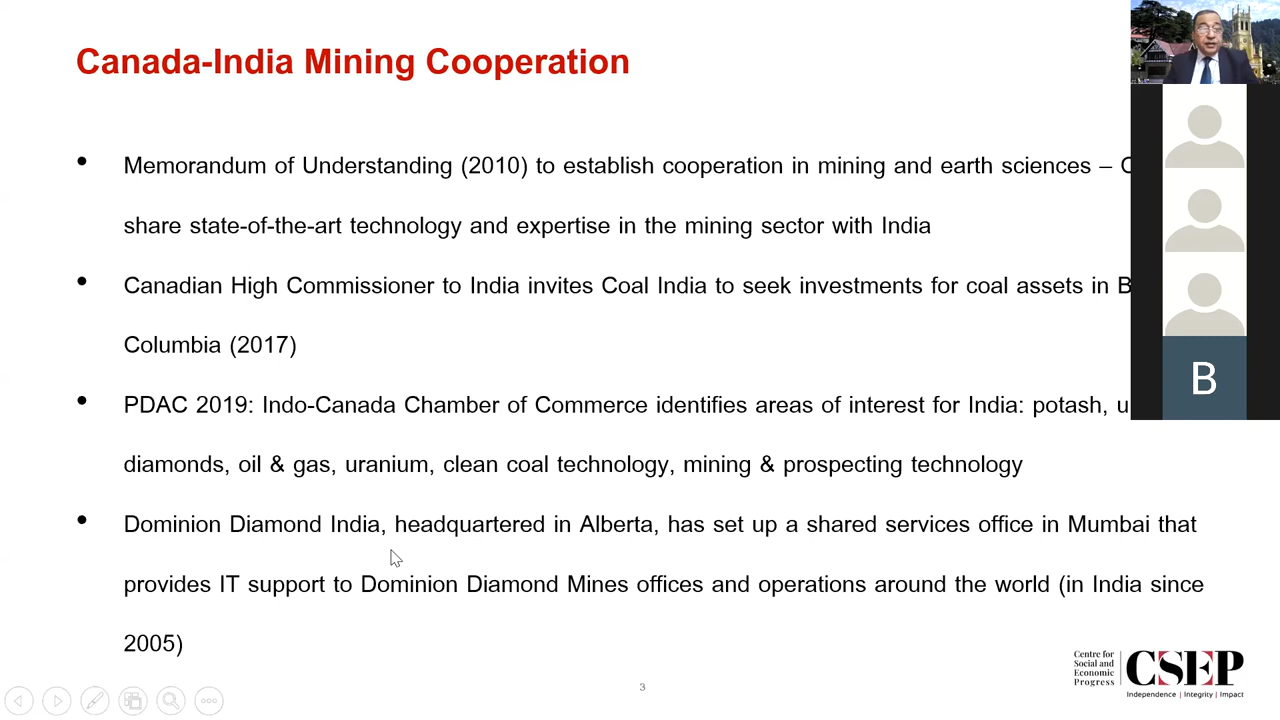 Canada-India Mining Cooperation
• Memorandum of Understanding (2010) to establish cooperation in mining and earth sciences –
share state-of-the-art technology and expertise in the mining sector with India
• Canadian High Commissioner to India invites Coal India to seek investments for coal assets in
Columbia (2017)
• PDAC 2019: Indo-Canada Chamber of Commerce identifies areas of interest for India: potash,
diamonds, oil & gas, uranium, clean coal technology, mining & prospecting technology
• Dominion Diamond India, headquartered in Alberta, has set up a shared services office in Mumbai that
provides IT support to Dominion Diamond Mines offices and operations around the world (in India since
2005)
B
3
Centre for
Social and
Economic
Progress
CSEP
Independence | Integrity | Impact